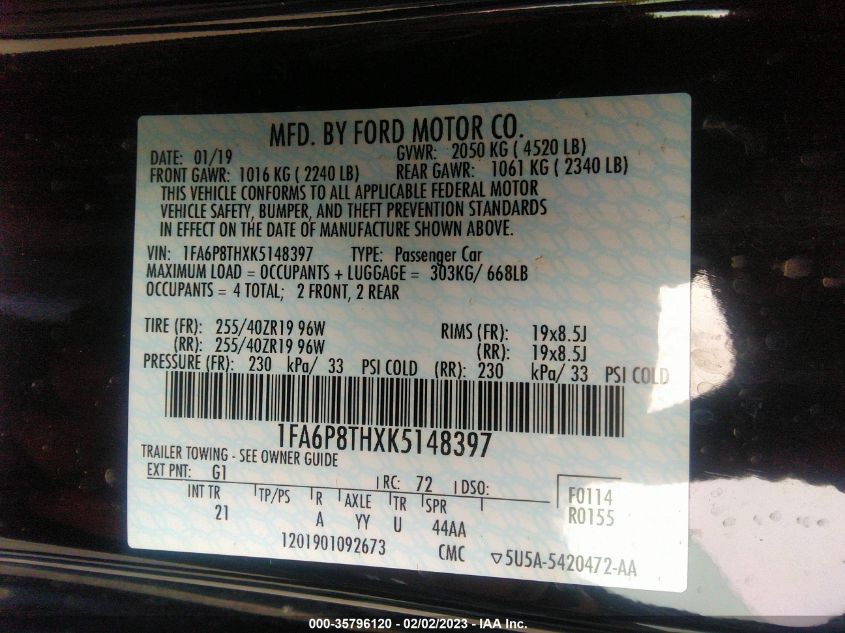 MFD. BY FORD MOTOR CO.
DATE: 01/19 GVWR: 2050 KG ( 4520 LB)
FRONT GAWR: 1016 KG ( 2240 LB) REAR GAWR: 1061 KG ( 2340 LB)
THIS VEHICLE CONFORMS TO ALL APPLICABLE FEDERAL MOTOR
VEHICLE SAFETY, BUMPER, AND THEFT PREVENTION STANDARDS
IN EFFECT ON THE DATE OF MANUFACTURE SHOWN ABOVE.
VIN: 1FA6P8THXK5148397 TYPE: Passenger Car
MAXIMUM LOAD = OCCUPANTS + LUGGAGE = 303KG/ 668LB
OCCUPANTS = 4 TOTAL; 2 FRONT, 2 REAR
TIRE (FR): 255/40ZR19 96W RIMS (FR): 19x8.5J
(RR): 255/40ZR19 96W (RR): 19x8.5J
PRESSURE (FR): 230 kPa/ 33 PSI COLD (RR): 230 kPa/ 33 PSI COLD
1FA6P8THXK5148397
TRAILER TOWING - SEE OWNER GUIDE
EXT PNT: G1 RC: 72 DSO:
INT TR TP/PS R AXLE TR SPR
21 A YY U 44AA
F0114
R0155
1201901092673 CMC ▽5U5A-5420472-AA
000-35796120 — 02/02/2023 — IAA Inc.